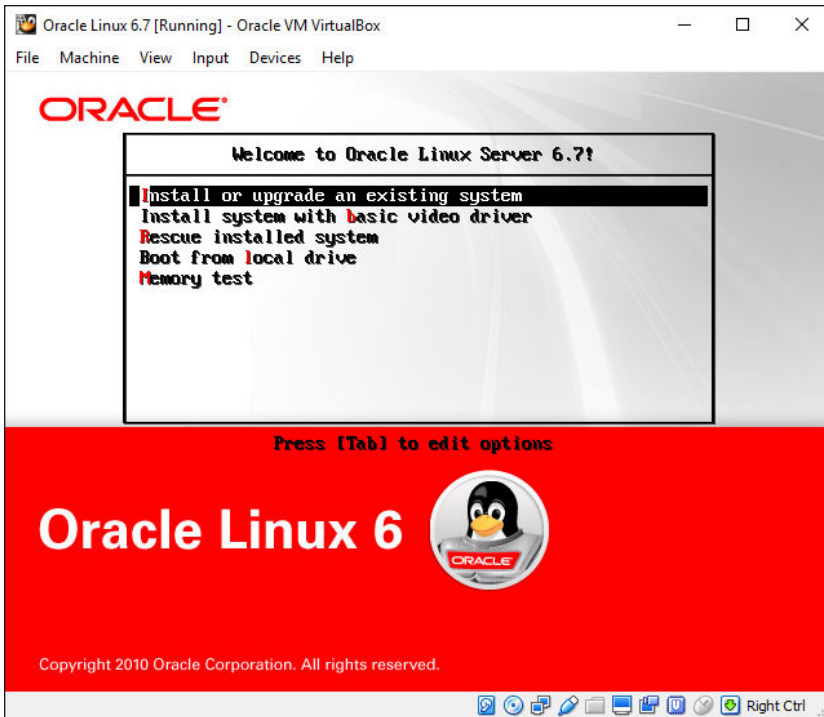 Oracle Linux 6.7 [Running] - Oracle VM VirtualBox
File Machine View Input Devices Help
ORACLE®
Welcome to Oracle Linux Server 6.7!
Install or upgrade an existing system
Install system with basic video driver
Rescue installed system
Boot from local drive
Memory test
Press [Tab] to edit options
Oracle Linux 6
ORACLE
Copyright 2010 Oracle Corporation. All rights reserved.
Right Ctrl